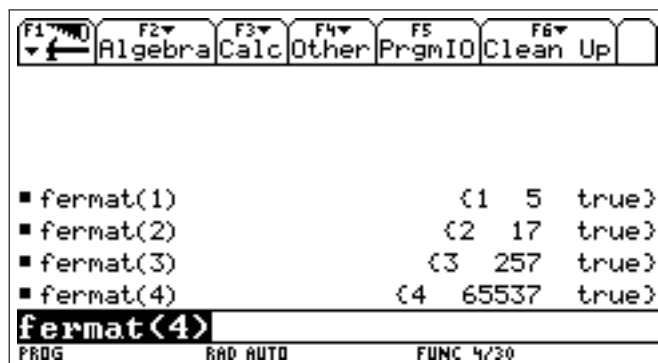 F1 F2 F3 F4 F5 F6
Algebra Calc Other PrgmIO Clean Up
fermat(1) {1 5 true}
fermat(2) {2 17 true}
fermat(3) {3 257 true}
fermat(4) {4 65537 true}
fermat(4)
PROG RAD AUTO FUNC 4/30